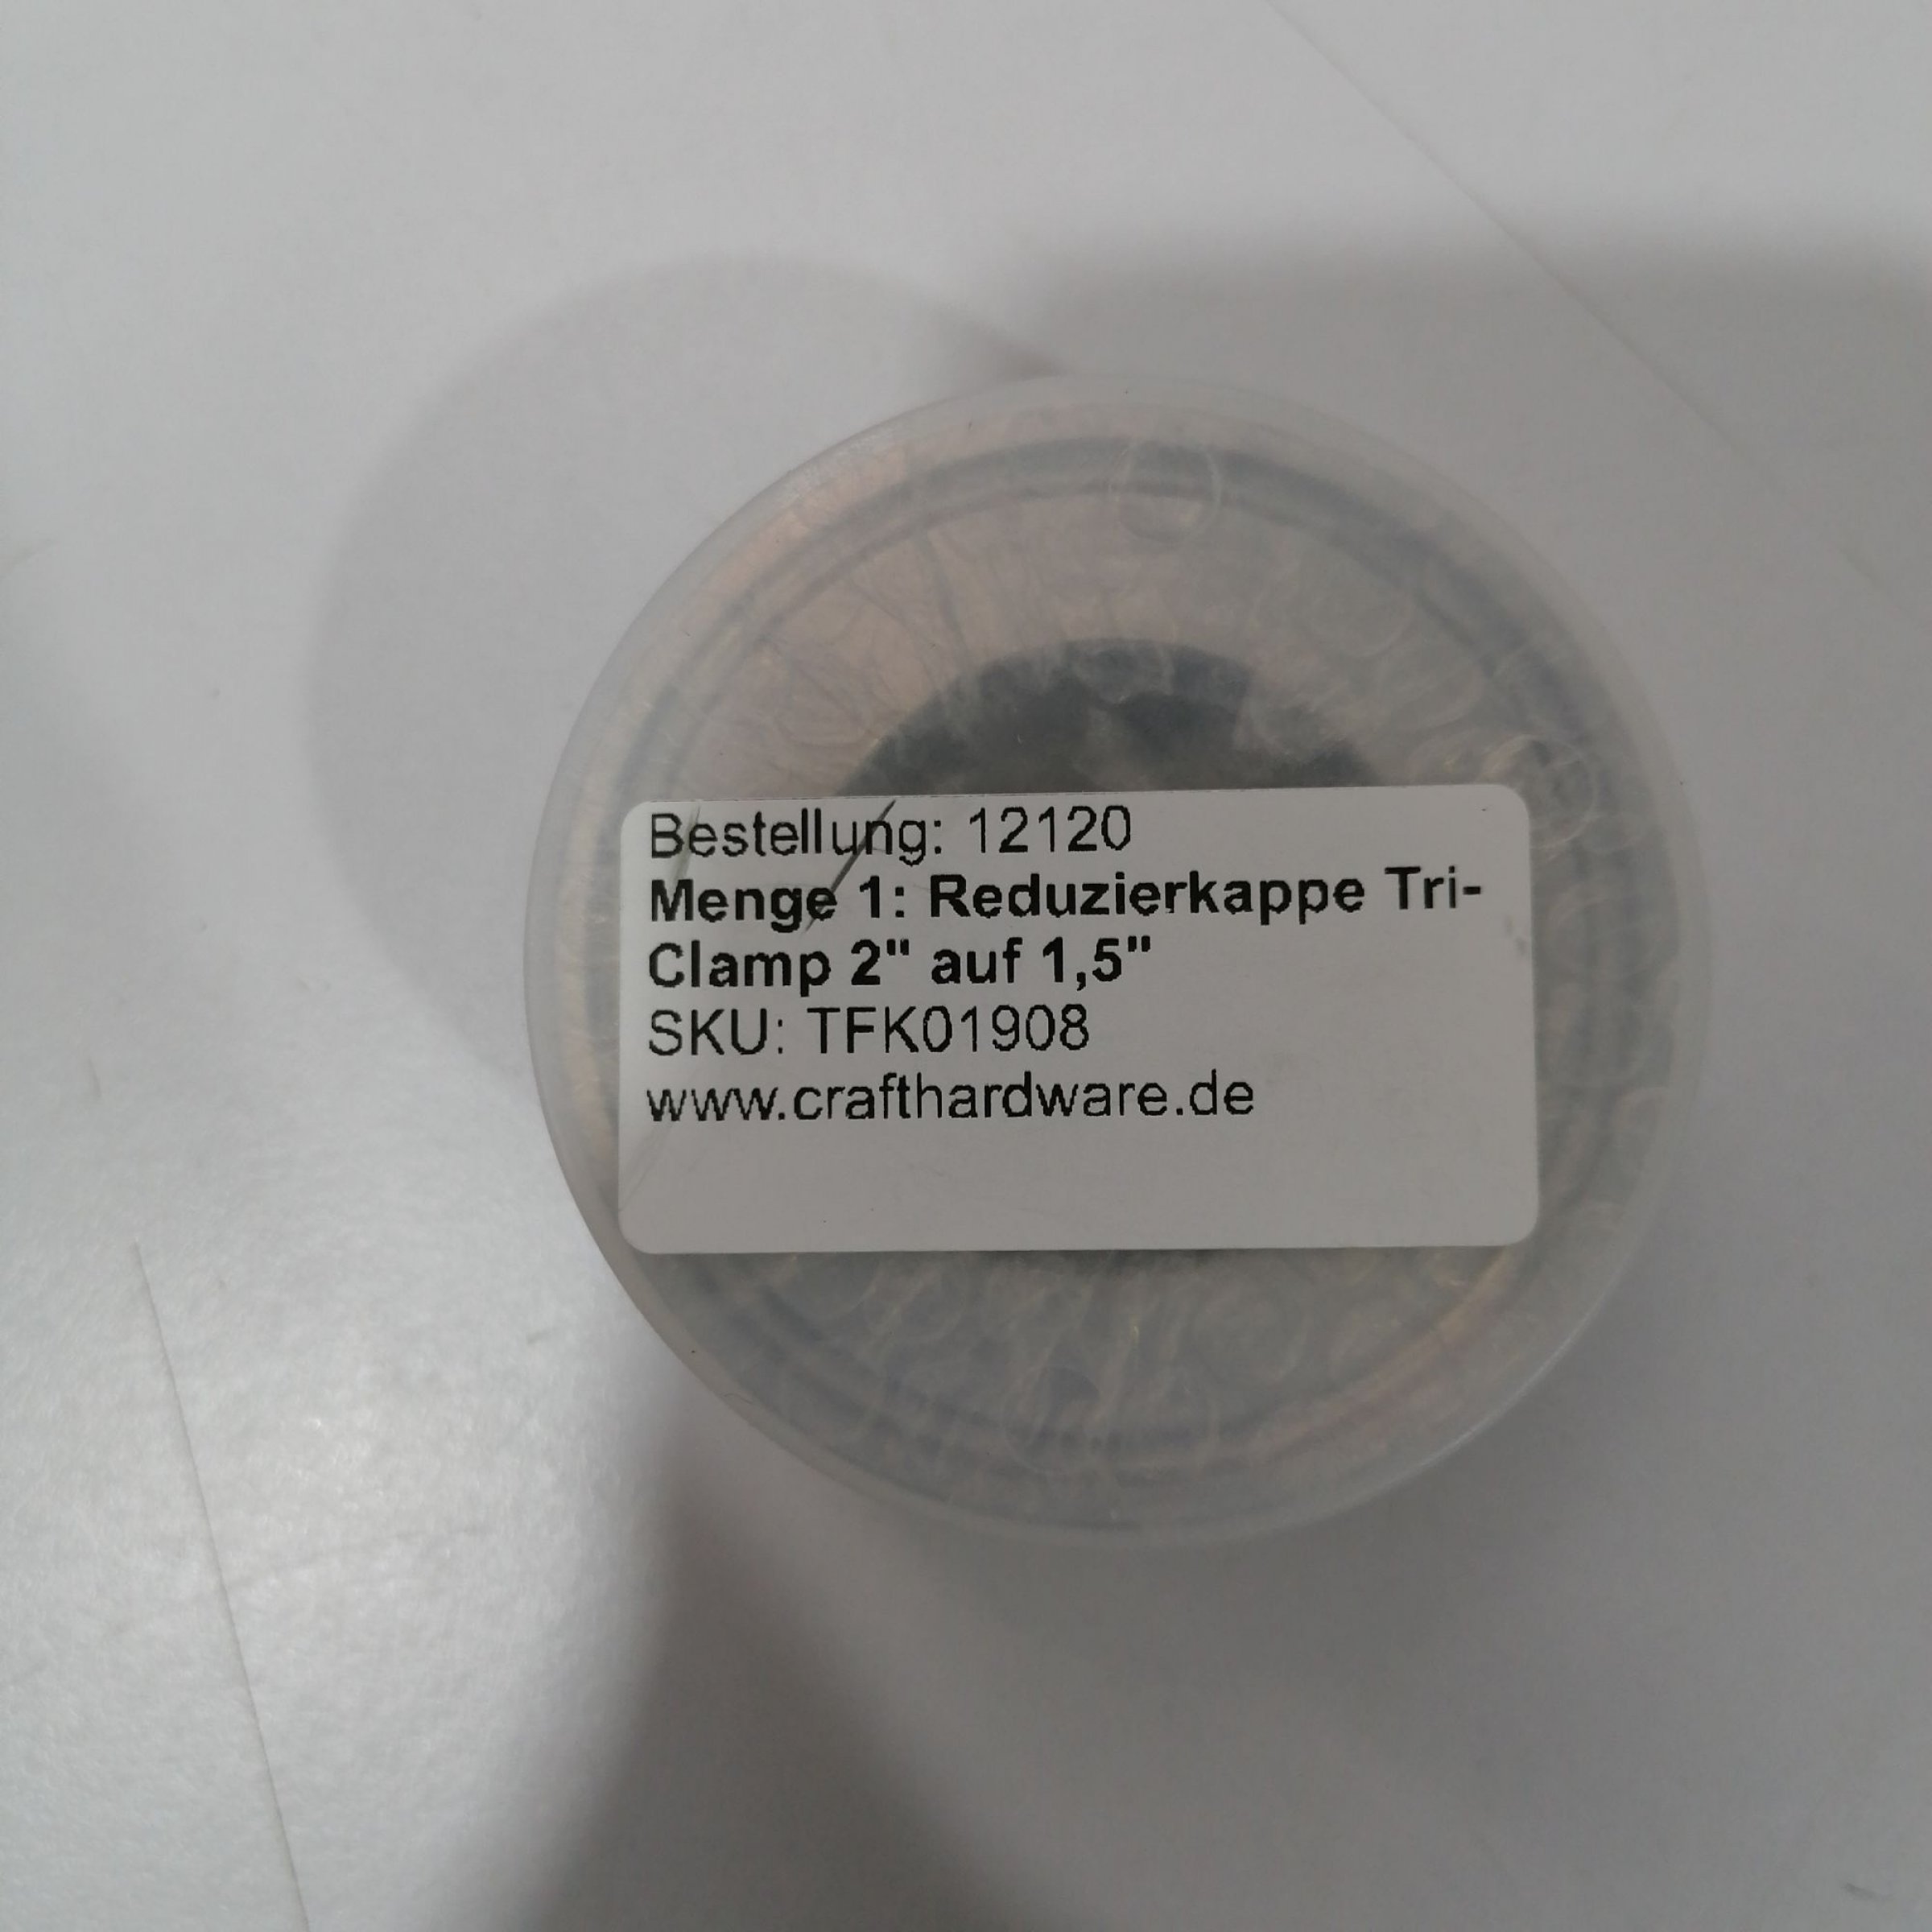 Bestellung: 12120
Menge 1: Reduzierkappe Tri-
Clamp 2" auf 1,5"
SKU: TFK01908
www.crafthardware.de